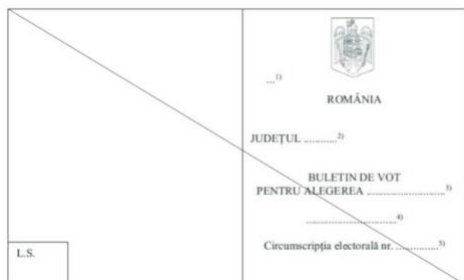 ...1)
ROMÂNIA
JUDEȚUL ...........2)
BULETIN DE VOT
PENTRU ALEGEREA .........................3)
..............................4)
Circumscripția electorală nr. ..............5)
L.S.